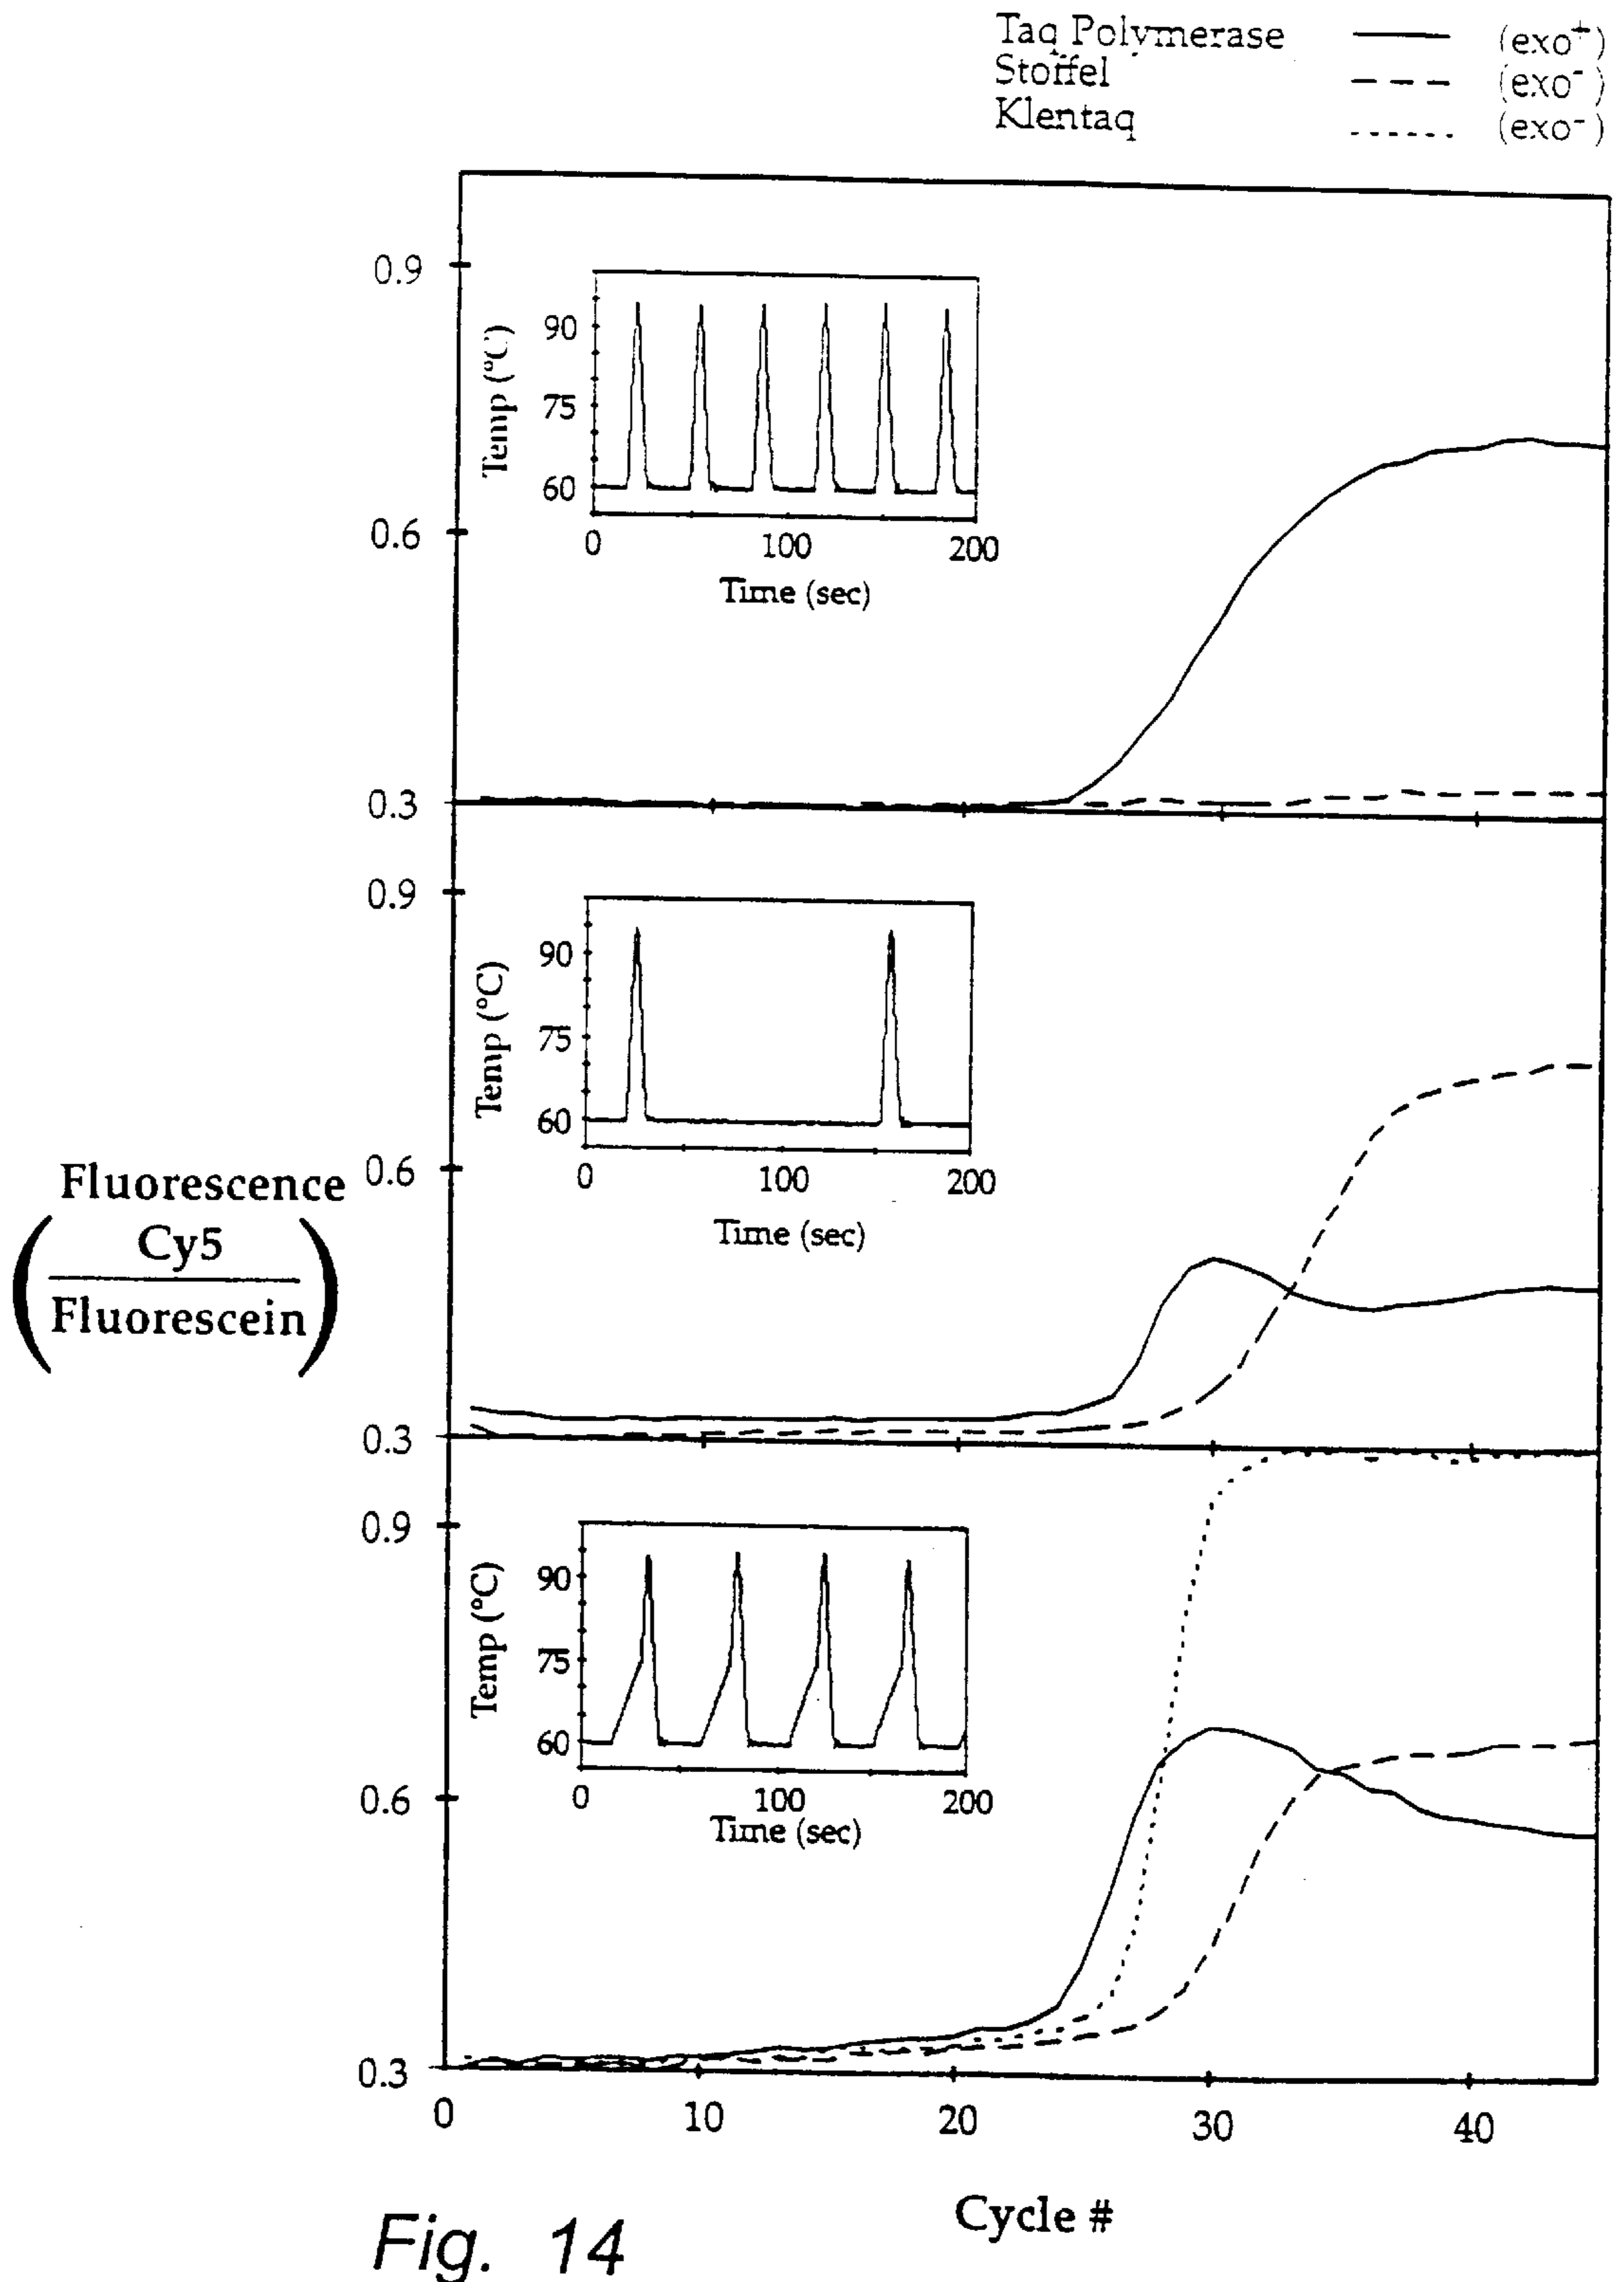 Taq Polymerase (exo⁺)
Stoffel (exo⁻)
Klentaq (exo⁻)
0.9
0.6
0.3
Temp (°C)
90
75
60
0 100 200
Time (sec)
0.9
0.6
0.3
Temp (°C)
90
75
60
0 100 200
Time (sec)
Fluorescence
( Cy5
Fluorescein )
0.9
0.6
0.3
Temp (°C)
90
75
60
0 100 200
Time (sec)
0 10 20 30 40
Cycle #
Fig. 14